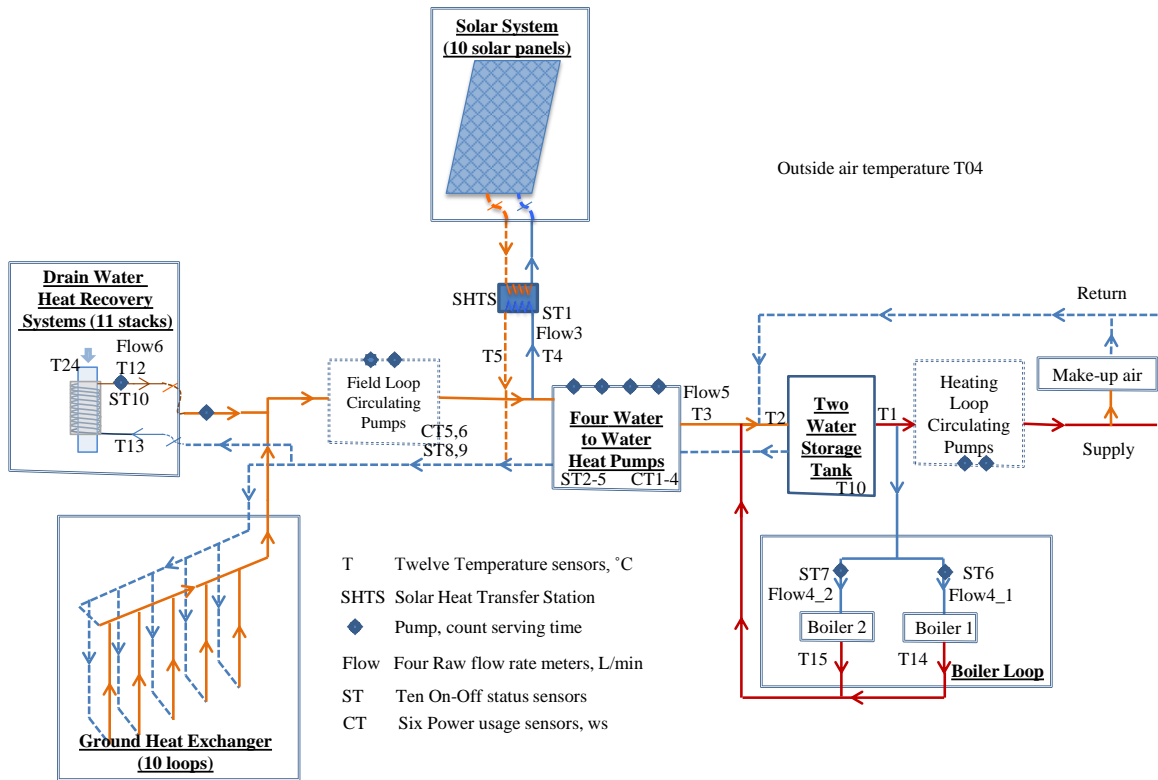 Solar System
(10 solar panels)
Outside air temperature T04
Drain Water
Heat Recovery
Systems (11 stacks)
Flow6
T24
T12
ST10
T13
SHTS
ST1
Flow3
T5
T4
Field Loop
Circulating
Pumps
CT5,6
ST8,9
Four Water
to Water
Heat Pumps
ST2-5
CT1-4
Flow5
T3
T2
Two
Water
Storage
Tank
T10
T1
Heating
Loop
Circulating
Pumps
Return
Make-up air
Supply
ST7
Flow4_2
ST6
Flow4_1
Boiler 2
Boiler 1
T15
T14
Boiler Loop
Ground Heat Exchanger
(10 loops)
T Twelve Temperature sensors, ˚C
SHTS Solar Heat Transfer Station
Pump, count serving time
Flow Four Raw flow rate meters, L/min
ST Ten On-Off status sensors
CT Six Power usage sensors, ws